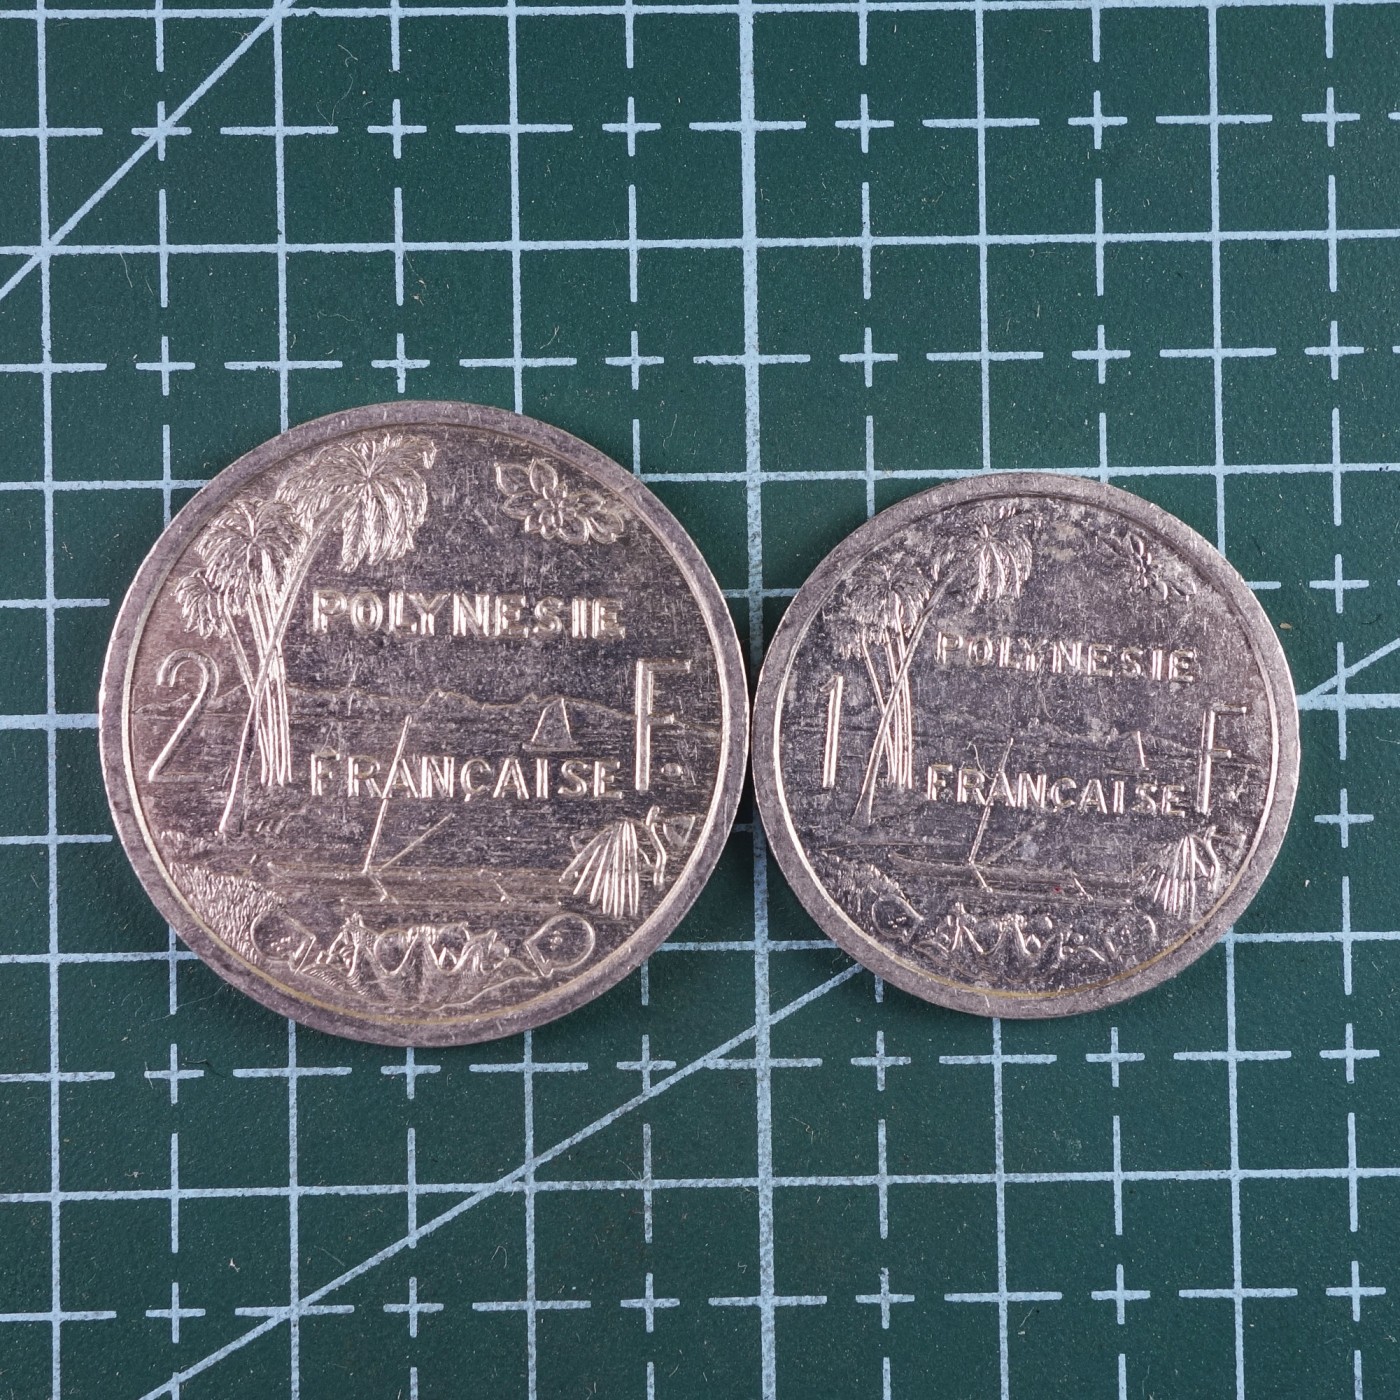 POLYNESIE
2 F.
FRANÇAISE
POLYNESIE
1 F.
FRANÇAISE